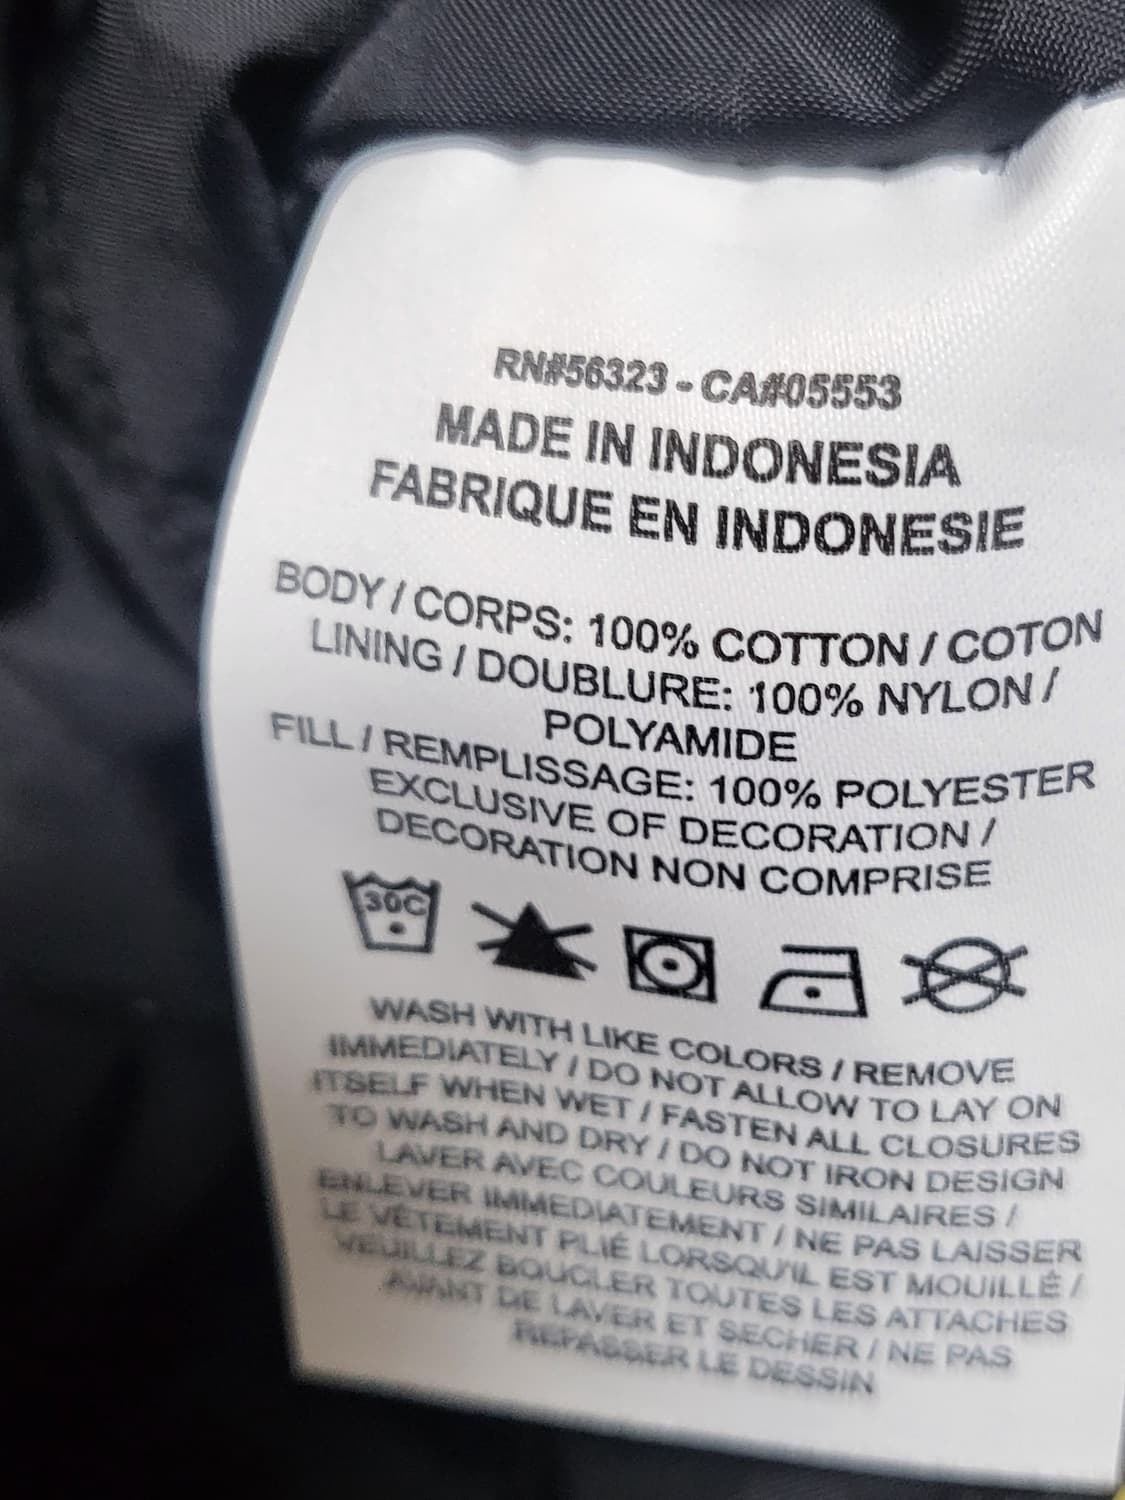 RN#56323 - CA#05553
MADE IN INDONESIA
FABRIQUE EN INDONESIE
BODY / CORPS: 100% COTTON / COTON
LINING / DOUBLURE: 100% NYLON /
POLYAMIDE
FILL / REMPLISSAGE: 100% POLYESTER
EXCLUSIVE OF DECORATION /
DECORATION NON COMPRISE
30C
WASH WITH LIKE COLORS / REMOVE
IMMEDIATELY / DO NOT ALLOW TO LAY ON
ITSELF WHEN WET / FASTEN ALL CLOSURES
TO WASH AND DRY / DO NOT IRON DESIGN
LAVER AVEC COULEURS SIMILAIRES /
ENLEVER IMMEDIATEMENT / NE PAS LAISSER
LE VÊTEMENT PLIÉ LORSQU'IL EST MOUILLÉ /
VEUILLEZ BOUCLER TOUTES LES ATTACHES
AVANT DE LAVER ET SECHER / NE PAS
REPASSER LE DESSIN